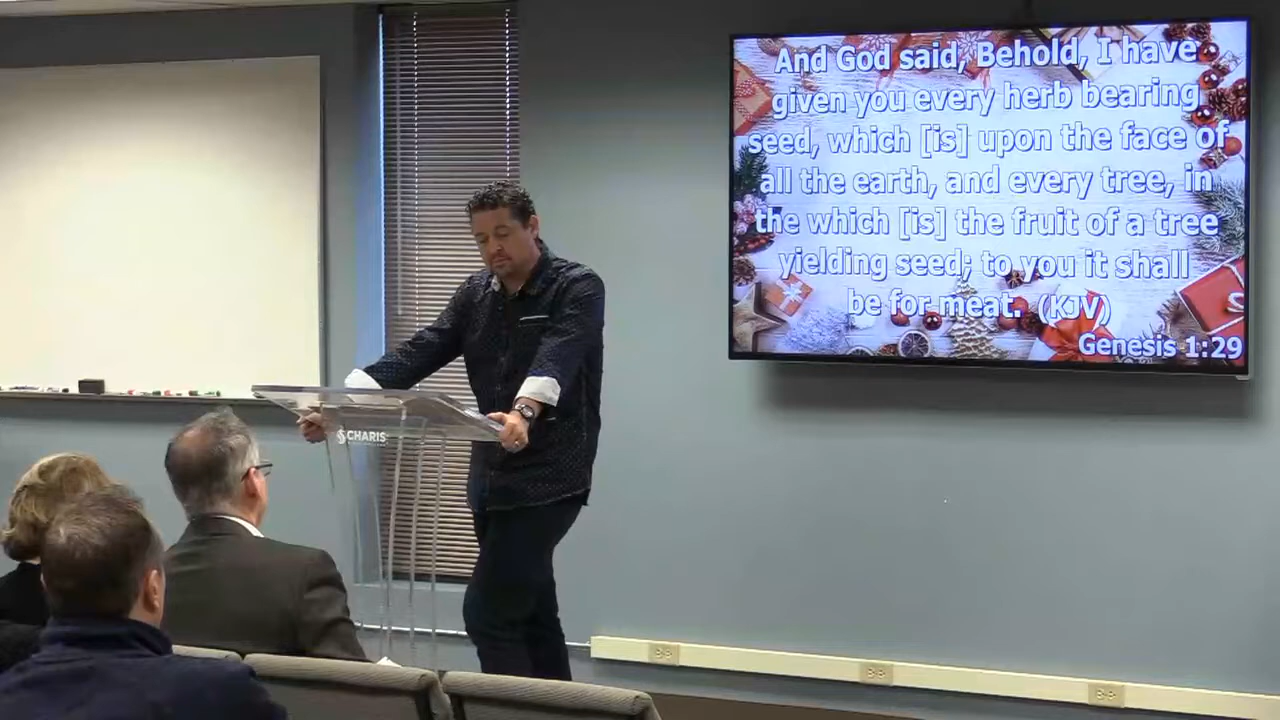 And God said, Behold, I have
given you every herb bearing
seed, which [is] upon the face of
all the earth, and every tree, in
the which [is] the fruit of a tree
yielding seed; to you it shall
be for meat. (KJV)
Genesis 1:29
CHARIS